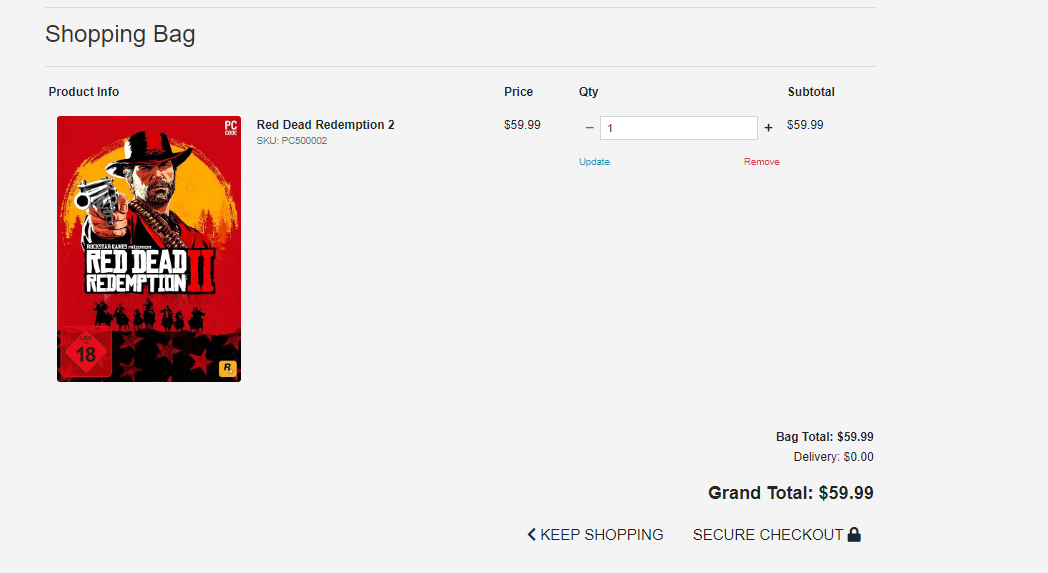 Shopping Bag
Product Info Price Qty Subtotal
PC
CODE
Red Dead Redemption 2 $59.99 − 1 + $59.99
SKU: PC500002
Update Remove
ROCKSTAR GAMES PRÄSENTIERT
RED DEAD
REDEMPTION II
USK
18
R
Bag Total: $59.99
Delivery: $0.00
Grand Total: $59.99
KEEP SHOPPING SECURE CHECKOUT